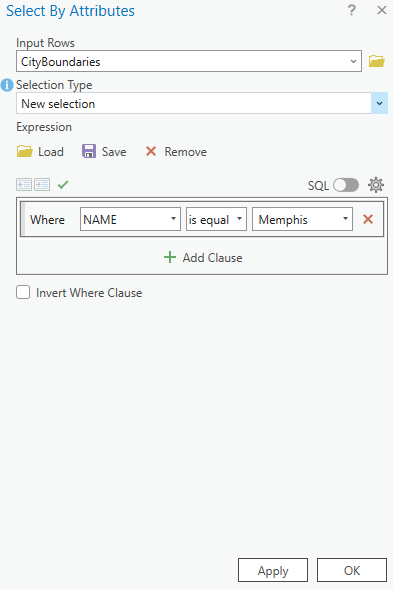 Select By Attributes ? ×
Input Rows
CityBoundaries
Selection Type
New selection
Expression
Load Save Remove
SQL
Where NAME is equal Memphis
Add Clause
Invert Where Clause
Apply OK